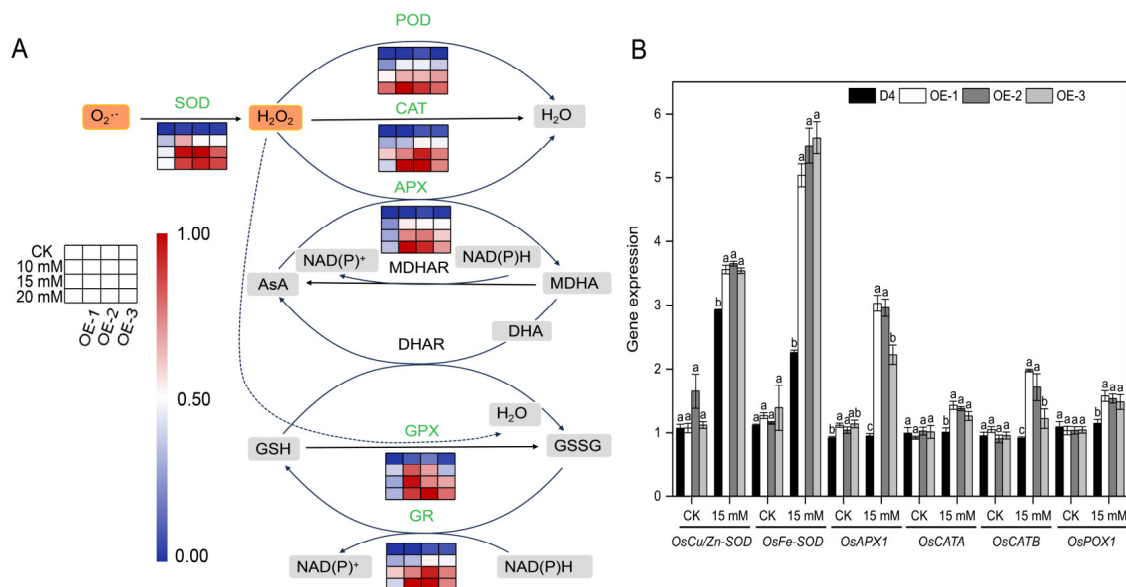 A
POD
SOD
O₂·⁻
H₂O₂
CAT
H₂O
APX
NAD(P)⁺
NAD(P)H
MDHAR
AsA
MDHA
DHA
DHAR
H₂O
GPX
GSH
GSSG
GR
NAD(P)⁺
NAD(P)H
CK
10 mM
15 mM
20 mM
OE-1
OE-2
OE-3
1.00
0.50
0.00
B
D4 OE-1 OE-2 OE-3
Gene expression
6
5
4
3
2
1
0
a a a a b a a a
a a a a b a a a
b a a ab b a a b
a a a a b a a a
a a a a c a a b
a a a a b a a a
CK 15 mM CK 15 mM CK 15 mM CK 15 mM CK 15 mM CK 15 mM
OsCu/Zn-SOD OsFe-SOD OsAPX1 OsCATA OsCATB OsPOX1